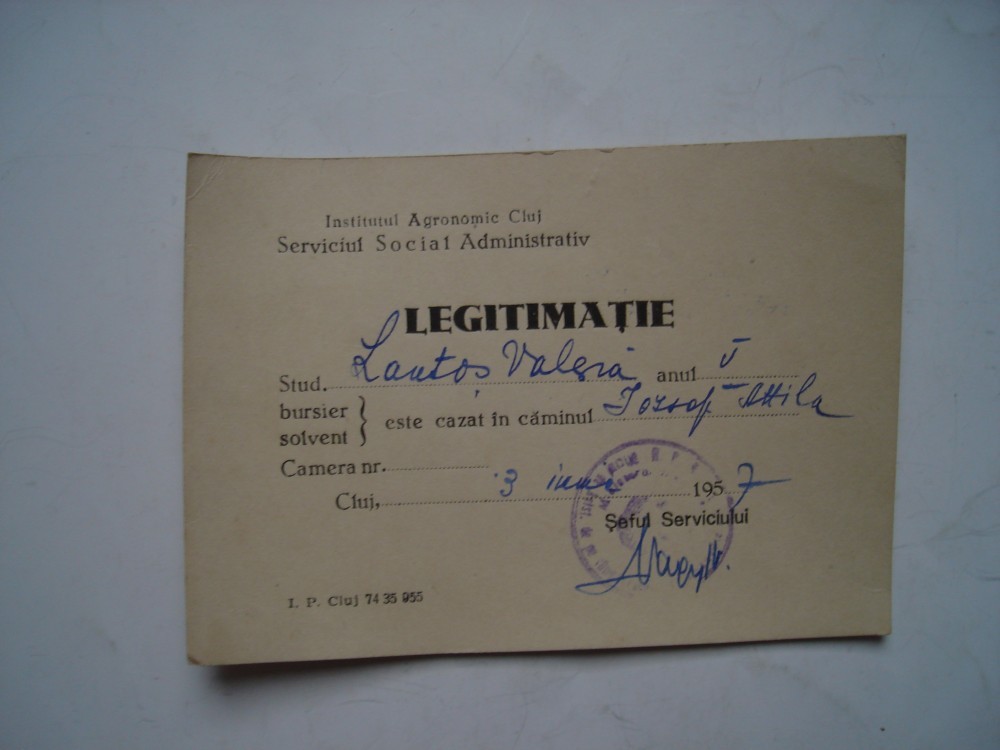 Institutul Agronomic Cluj
Serviciul Social Administrativ
LEGITIMAȚIE
Stud. Lantoș Valeria anul V
bursier
solvent } este cazat în căminul Iozsef Attila
Camera nr.
Cluj, 3 iunie 1957
Șeful Serviciului
I. P. Cluj 74 35 955